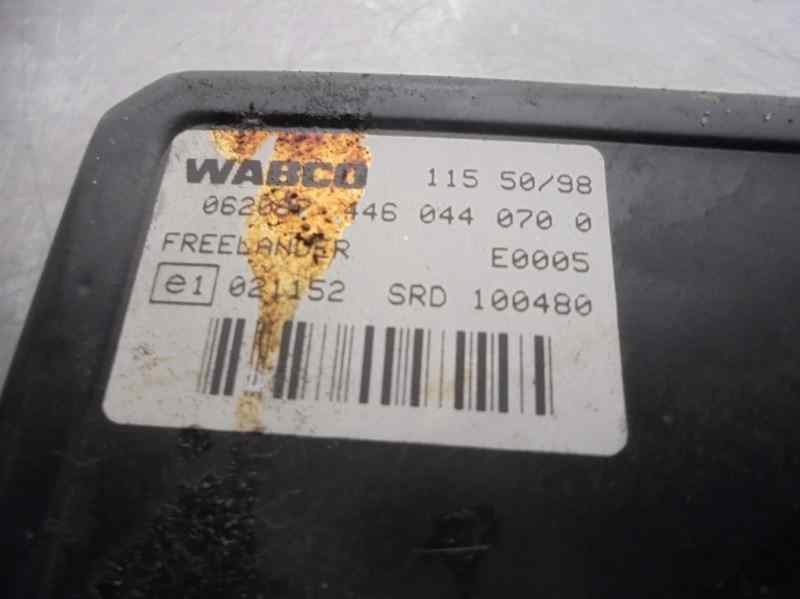 WABCO 115 50/98
446 044 070 0
FREELANDER E0005
e1 021152 SRD 100480